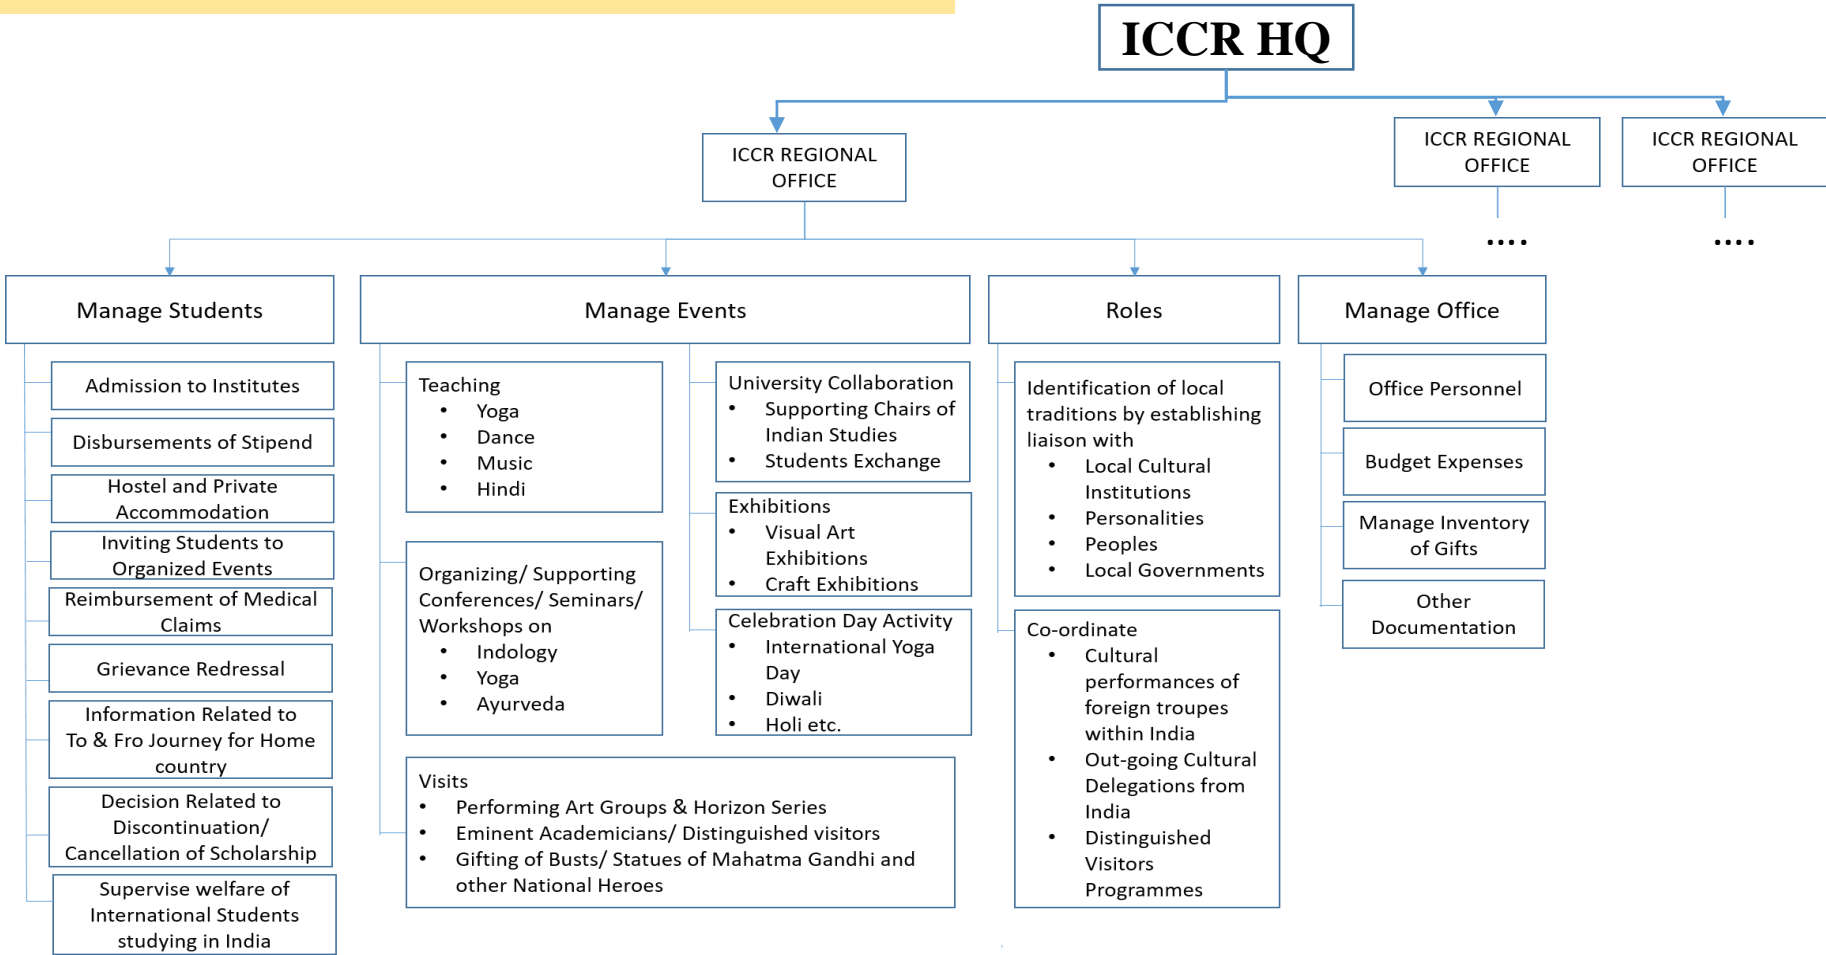 ICCR HQ
ICCR REGIONAL
OFFICE
ICCR REGIONAL
OFFICE
ICCR REGIONAL
OFFICE
....
....
Manage Students
Admission to Institutes
Disbursements of Stipend
Hostel and Private
Accommodation
Inviting Students to
Organized Events
Reimbursement of Medical
Claims
Grievance Redressal
Information Related to
To & Fro Journey for Home
country
Decision Related to
Discontinuation/
Cancellation of Scholarship
Supervise welfare of
International Students
studying in India
Manage Events
Teaching
• Yoga
• Dance
• Music
• Hindi
Organizing/ Supporting
Conferences/ Seminars/
Workshops on
• Indology
• Yoga
• Ayurveda
University Collaboration
• Supporting Chairs of
Indian Studies
• Students Exchange
Exhibitions
• Visual Art
Exhibitions
• Craft Exhibitions
Celebration Day Activity
• International Yoga
Day
• Diwali
• Holi etc.
Visits
• Performing Art Groups & Horizon Series
• Eminent Academicians/ Distinguished visitors
• Gifting of Busts/ Statues of Mahatma Gandhi and
other National Heroes
Roles
Identification of local
traditions by establishing
liaison with
• Local Cultural
Institutions
• Personalities
• Peoples
• Local Governments
Co-ordinate
• Cultural
performances of
foreign troupes
within India
• Out-going Cultural
Delegations from
India
• Distinguished
Visitors
Programmes
Manage Office
Office Personnel
Budget Expenses
Manage Inventory
of Gifts
Other
Documentation